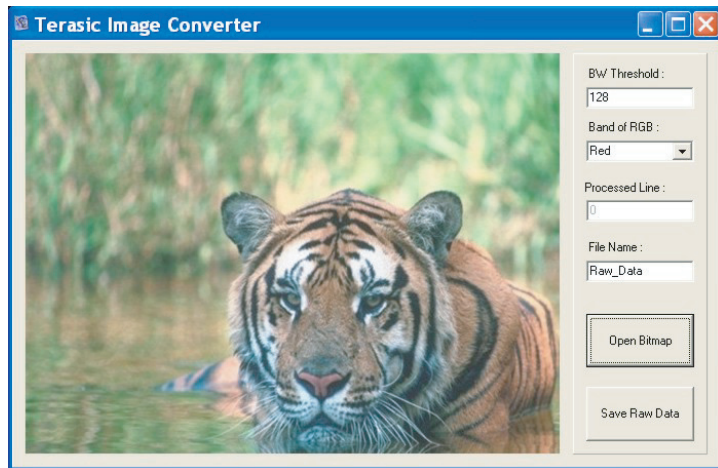 Terasic Image Converter
BW Threshold :
128
Band of RGB :
Red
Processed Line :
0
File Name :
Raw_Data
Open Bitmap
Save Raw Data